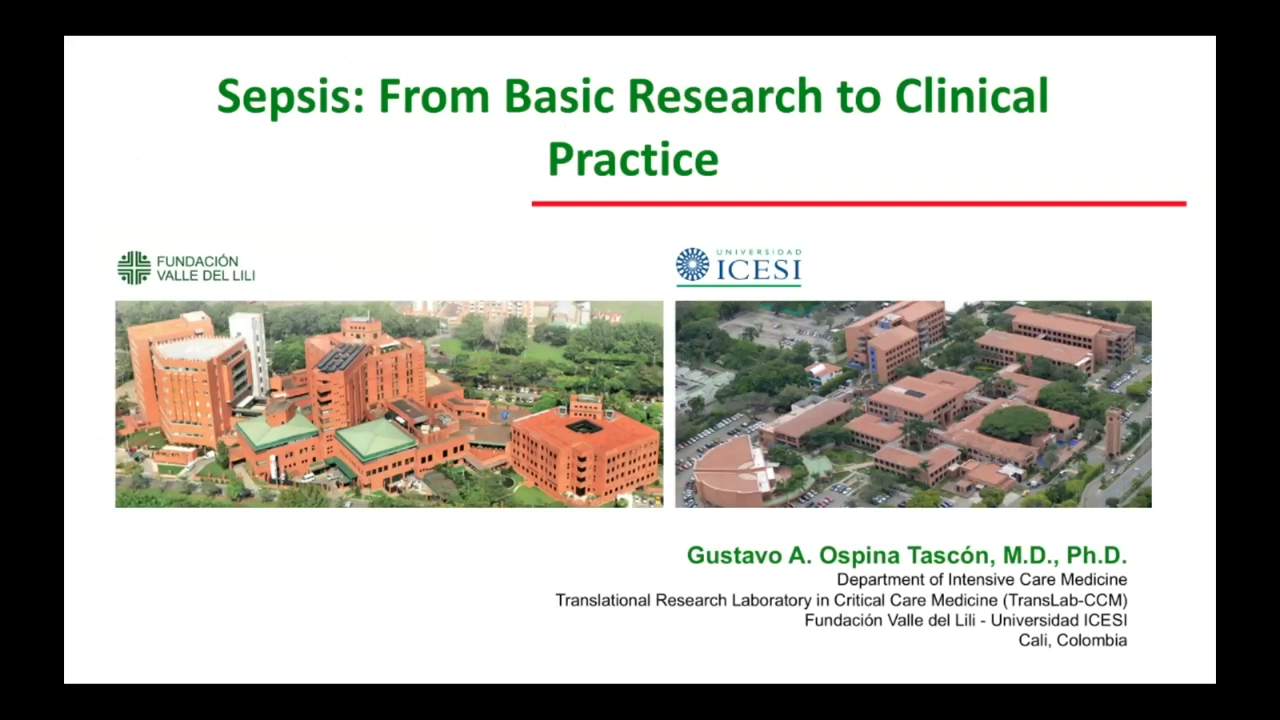 Sepsis: From Basic Research to Clinical
Practice
FUNDACIÓN
VALLE DEL LILI
UNIVERSIDAD
ICESI
Gustavo A. Ospina Tascón, M.D., Ph.D.
Department of Intensive Care Medicine
Translational Research Laboratory in Critical Care Medicine (TransLab-CCM)
Fundación Valle del Lili - Universidad ICESI
Cali, Colombia